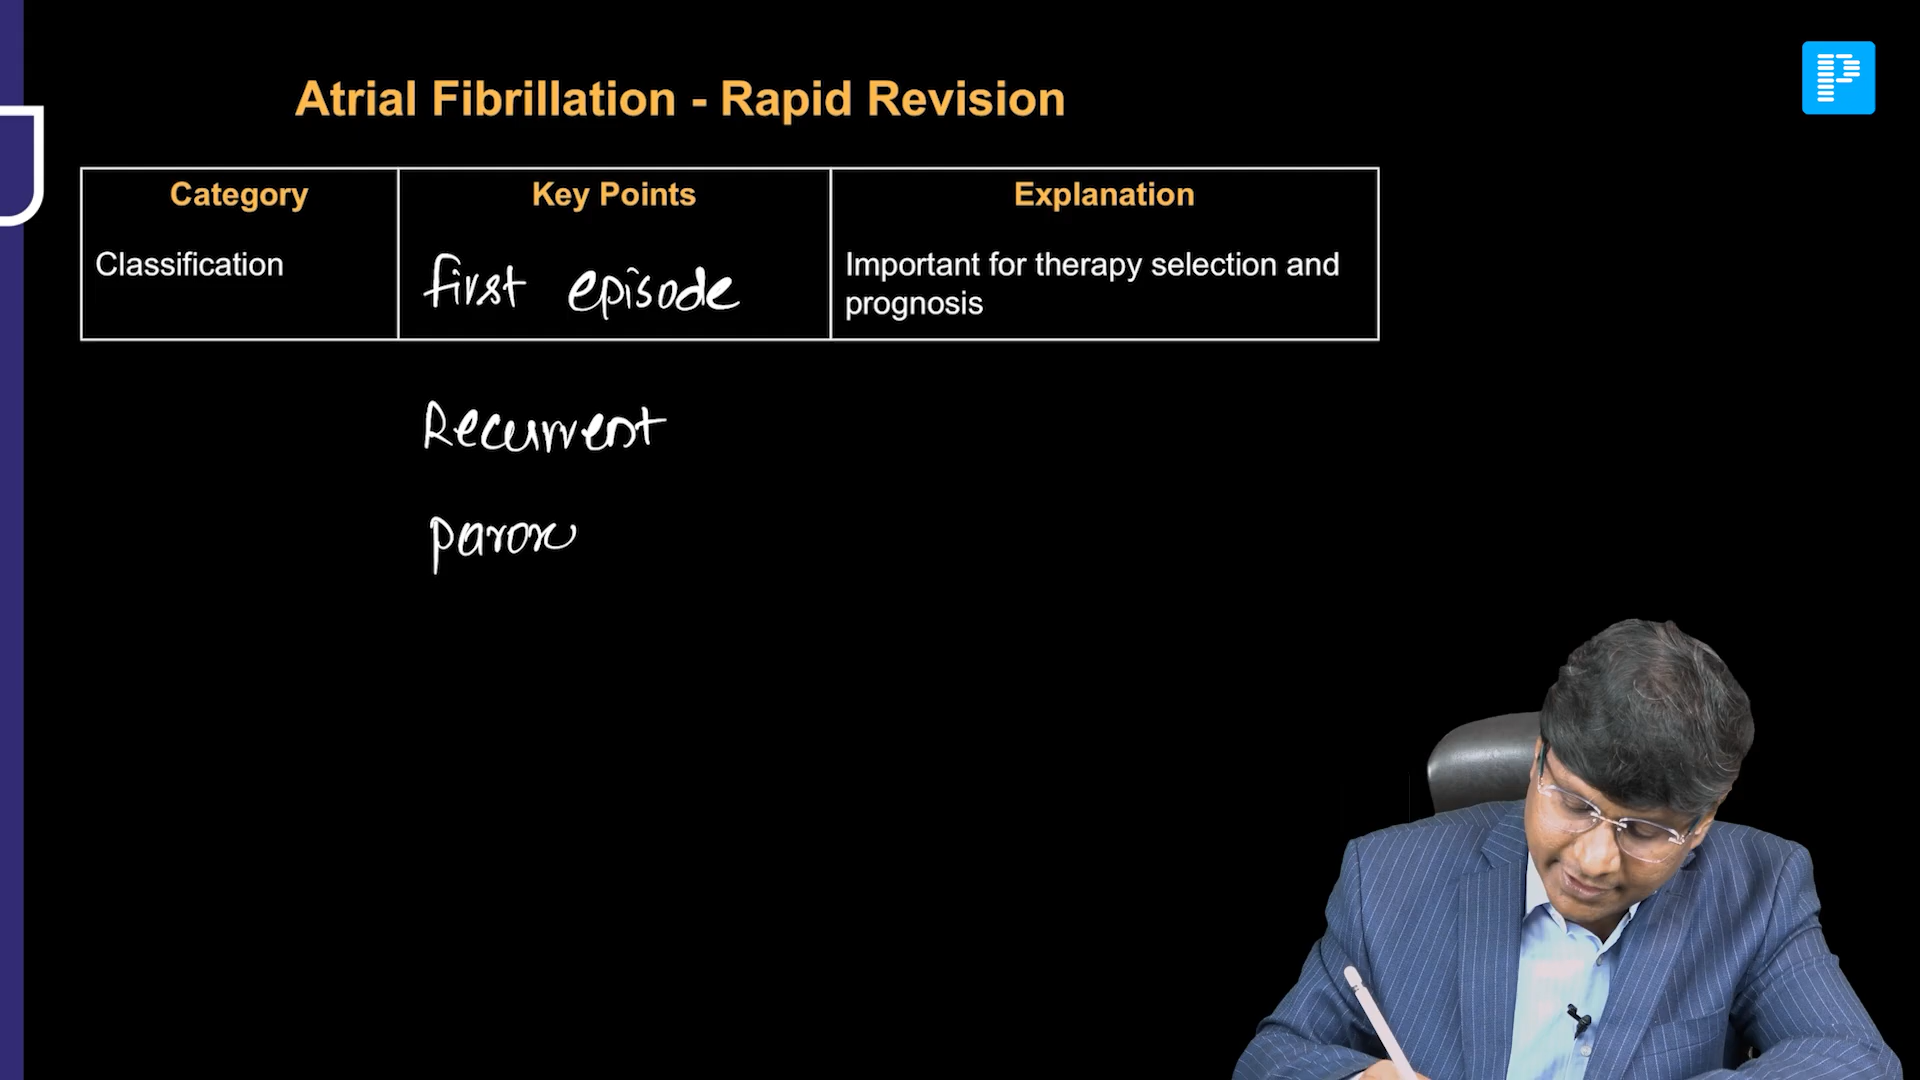 Atrial Fibrillation - Rapid Revision
Category Key Points Explanation
Classification first episode Important for therapy selection and
prognosis
Recurrent
parox